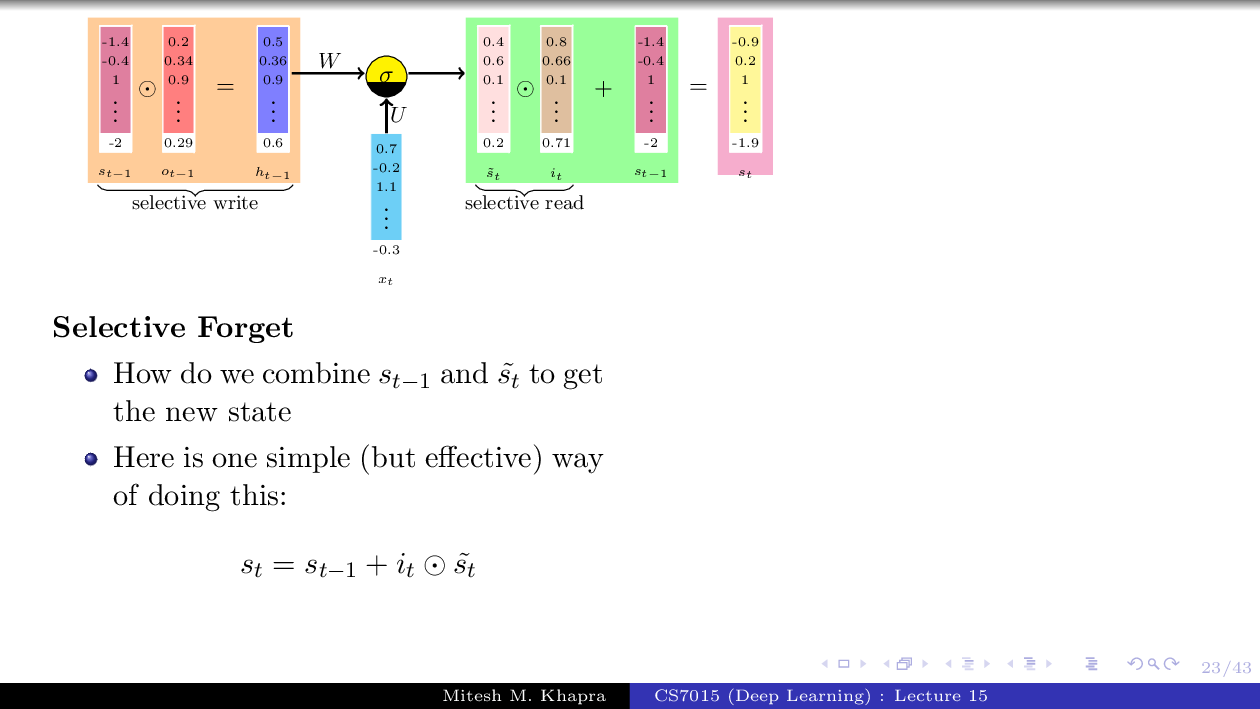 -1.4 0.2 0.5 0.4 0.8 -1.4 -0.9
-0.4 0.34 0.36 0.6 0.66 -0.4 0.2
1 0.9 0.9 0.1 0.1 1 1
⋮ ⊙ ⋮ = ⋮ W σ ⋮ ⊙ ⋮ + ⋮ = ⋮
-2 0.29 0.6 0.2 0.71 -2 -1.9
s_{t−1} o_{t−1} h_{t−1} s̃_t i_t s_{t−1} s_t
selective write selective read
U
0.7
-0.2
1.1
⋮
-0.3
x_t
Selective Forget
How do we combine s_{t−1} and s̃_t to get
the new state
Here is one simple (but effective) way
of doing this:
s_t = s_{t−1} + i_t ⊙ s̃_t
23/43
Mitesh M. Khapra CS7015 (Deep Learning) : Lecture 15